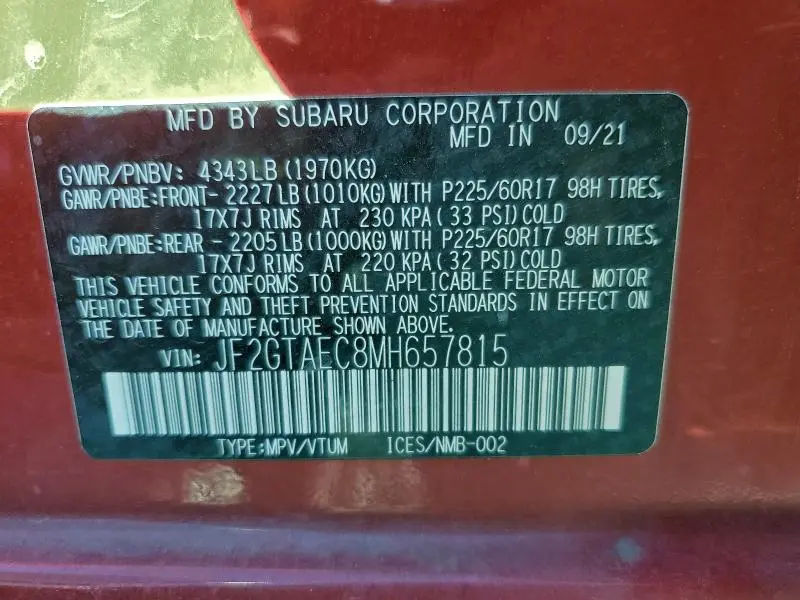 MFD BY SUBARU CORPORATION
MFD IN 09/21
GVWR/PNBV: 4343LB (1970KG)
GAWR/PNBE:FRONT- 2227LB (1010KG) WITH P225/60R17 98H TIRES,
17X7J RIMS AT 230 KPA (33 PSI) COLD
GAWR/PNBE:REAR - 2205LB (1000KG) WITH P225/60R17 98H TIRES,
17X7J RIMS AT 220 KPA (32 PSI) COLD
THIS VEHICLE CONFORMS TO ALL APPLICABLE FEDERAL MOTOR
VEHICLE SAFETY AND THEFT PREVENTION STANDARDS IN EFFECT ON
THE DATE OF MANUFACTURE SHOWN ABOVE.
VIN: JF2GTAEC8MH657815
TYPE:MPV/VTUM ICES/NMB-002